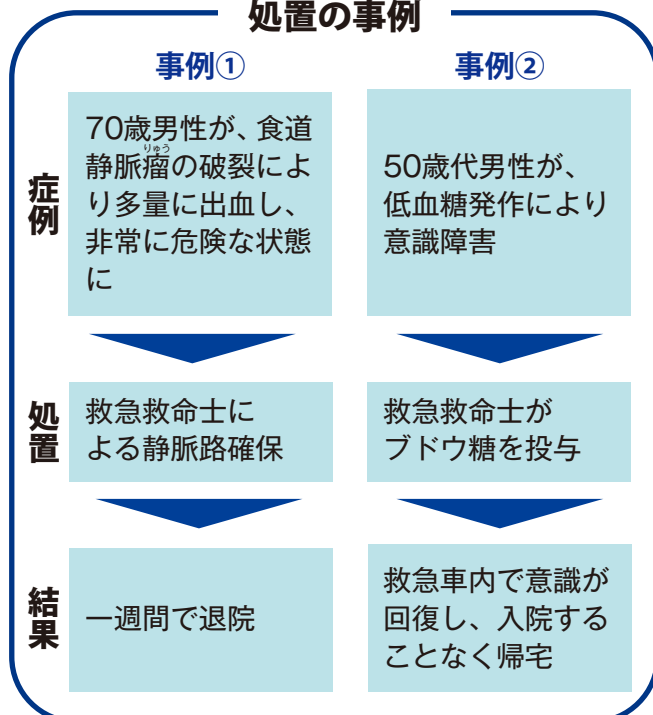 処置の事例
事例①
事例②
症例
70歳男性が、食道
静脈瘤の破裂によ
り多量に出血し、
非常に危険な状態
に
りゅう
50歳代男性が、
低血糖発作により
意識障害
処置
救急救命士に
よる静脈路確保
救急救命士が
ブドウ糖を投与
結果
一週間で退院
救急車内で意識が
回復し、入院する
ことなく帰宅